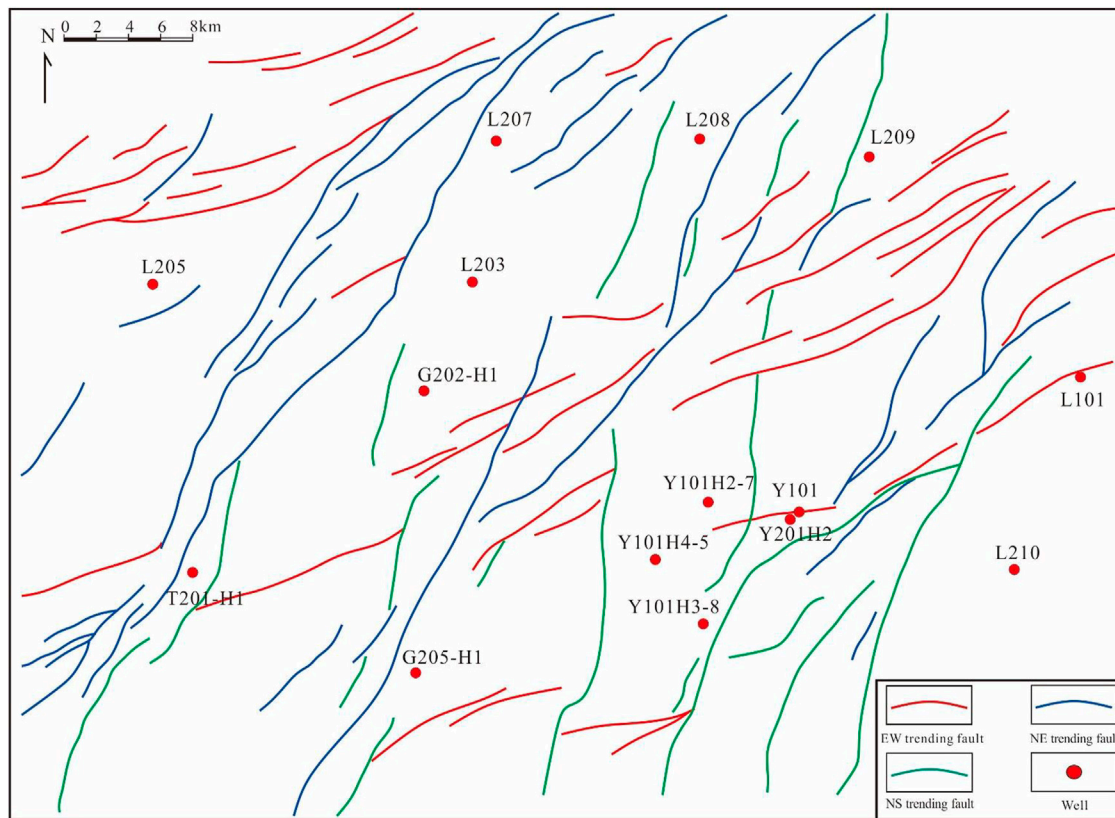 0 2 4 6 8km
N
L207
L208
L209
L205
L203
G202-H1
L101
Y101H2-7
Y101
Y201H2
Y101H4-5
L210
T201-H1
Y101H3-8
G205-H1
EW trending fault
NE trending fault
NS trending fault
Well